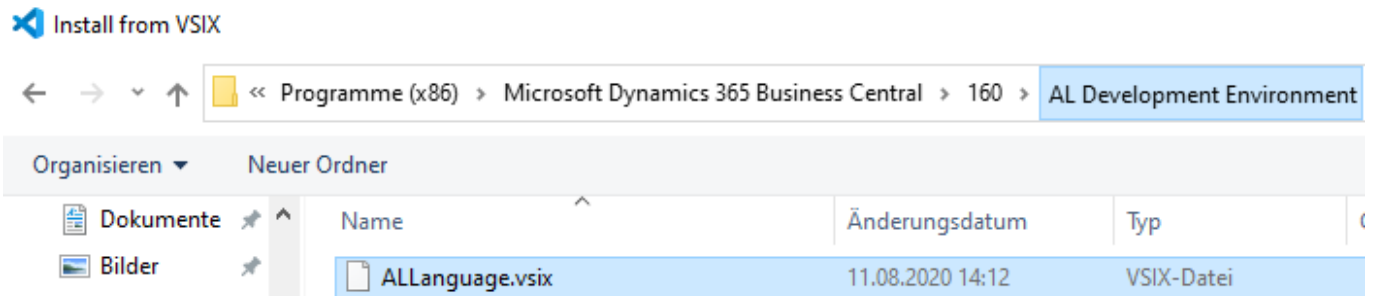 Install from VSIX
« Programme (x86) › Microsoft Dynamics 365 Business Central › 160 › AL Development Environment
Organisieren Neuer Ordner
Dokumente Name Änderungsdatum Typ
Bilder ALLanguage.vsix 11.08.2020 14:12 VSIX-Datei